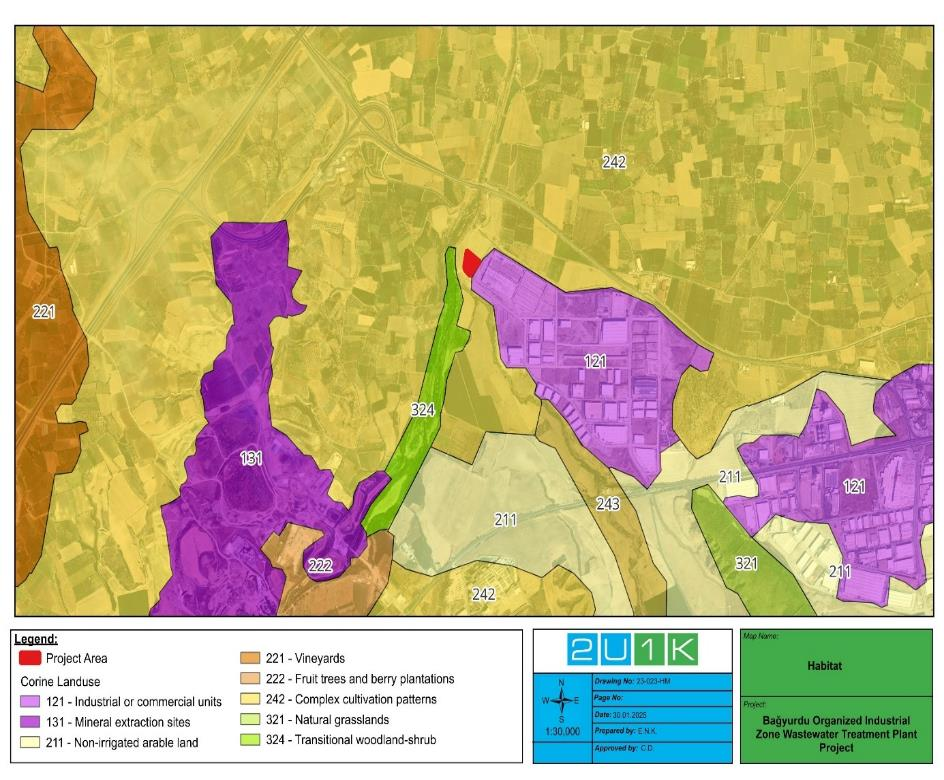 242
221
121
324
131
211
121
243
211
222
321
211
242
Legend:
Project Area
Corine Landuse
121 - Industrial or commercial units
131 - Mineral extraction sites
211 - Non-irrigated arable land
221 - Vineyards
222 - Fruit trees and berry plantations
242 - Complex cultivation patterns
321 - Natural grasslands
324 - Transitional woodland-shrub
2U1K
N
W E
S
1:30,000
Drawing No: 23-023-HM
Page No:
Date: 30.01.2025
Prepared by: E.N.K.
Approved by: C.D.
Map Name:
Habitat
Project:
Bağyurdu Organized Industrial
Zone Wastewater Treatment Plant
Project